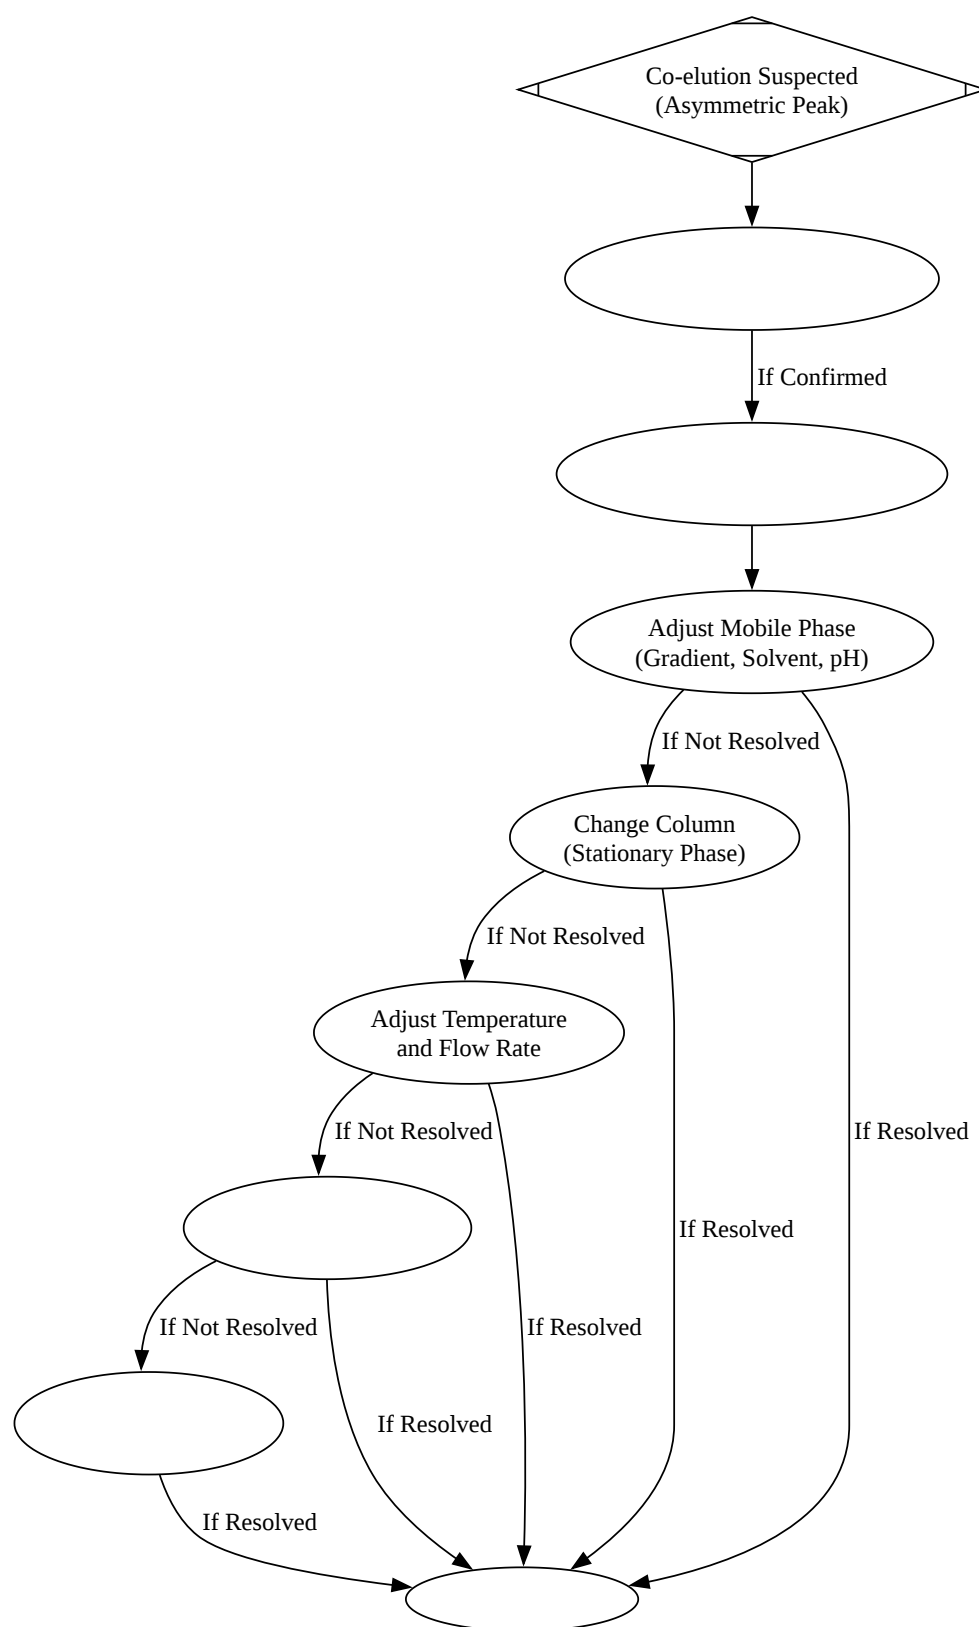 Co-elution Suspected
(Asymmetric Peak)
If Confirmed
Adjust Mobile Phase
(Gradient, Solvent, pH)
If Not Resolved
Change Column
(Stationary Phase)
If Not Resolved
Adjust Temperature
and Flow Rate
If Not Resolved
If Resolved
If Resolved
If Not Resolved
If Resolved
If Resolved
If Resolved